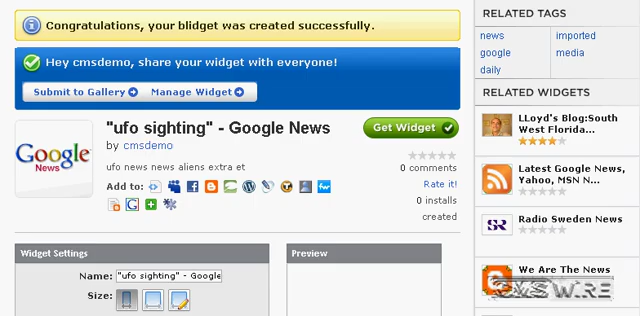 Congratulations, your blidget was created successfully.
Hey cmsdemo, share your widget with everyone!
Submit to Gallery
Manage Widget
Google
News
"ufo sighting" - Google News
by cmsdemo
ufo news news aliens extra et
Add to:
Get Widget
0 comments
Rate it!
0 installs
created
Widget Settings
Name: "ufo sighting" - Google
Size:
Preview
RELATED TAGS
news
imported
google
media
daily
RELATED WIDGETS
LLoyd's Blog:South
West Florida...
Latest Google News,
Yahoo, MSN N...
SR
Radio Sweden News
We Are The News